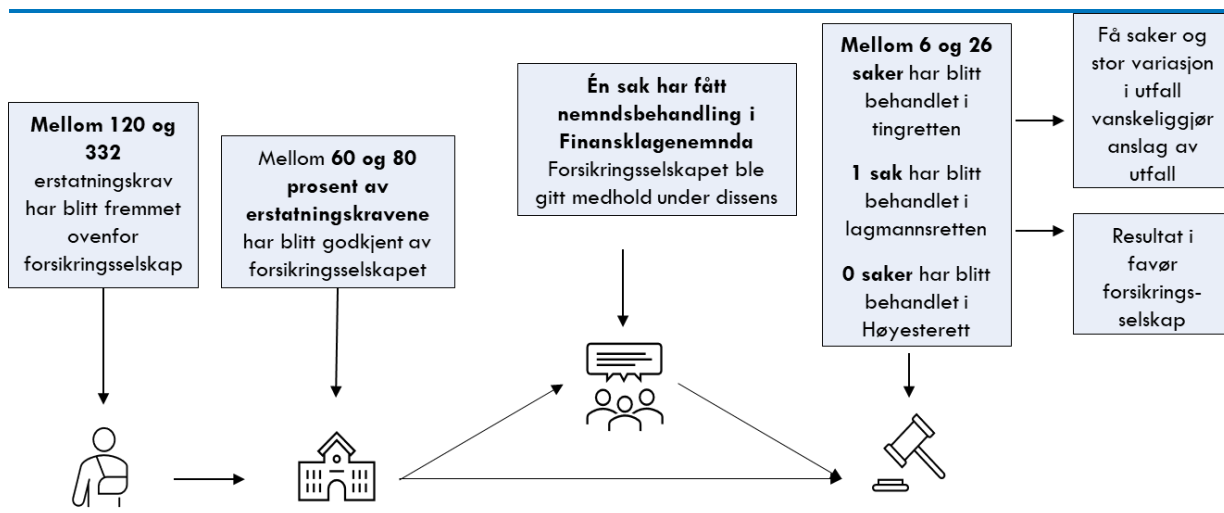 Mellom 120 og
332
erstatningskrav
har blitt fremmet
ovenfor
forsikringsselskap
Mellom 60 og 80
prosent av
erstatningskravene
har blitt godkjent av
forsikringsselskapet
Én sak har fått
nemndsbehandling i
Finansklagenemnda
Forsikringsselskapet ble
gitt medhold under dissens
Mellom 6 og 26
saker har blitt
behandlet i
tingretten
1 sak har blitt
behandlet i
lagmannsretten
0 saker har blitt
behandlet i
Høyesterett
Få saker og
stor variasjon
i utfall
vanskeliggjør
anslag av
utfall
Resultat i
favør
forsikrings-
selskap